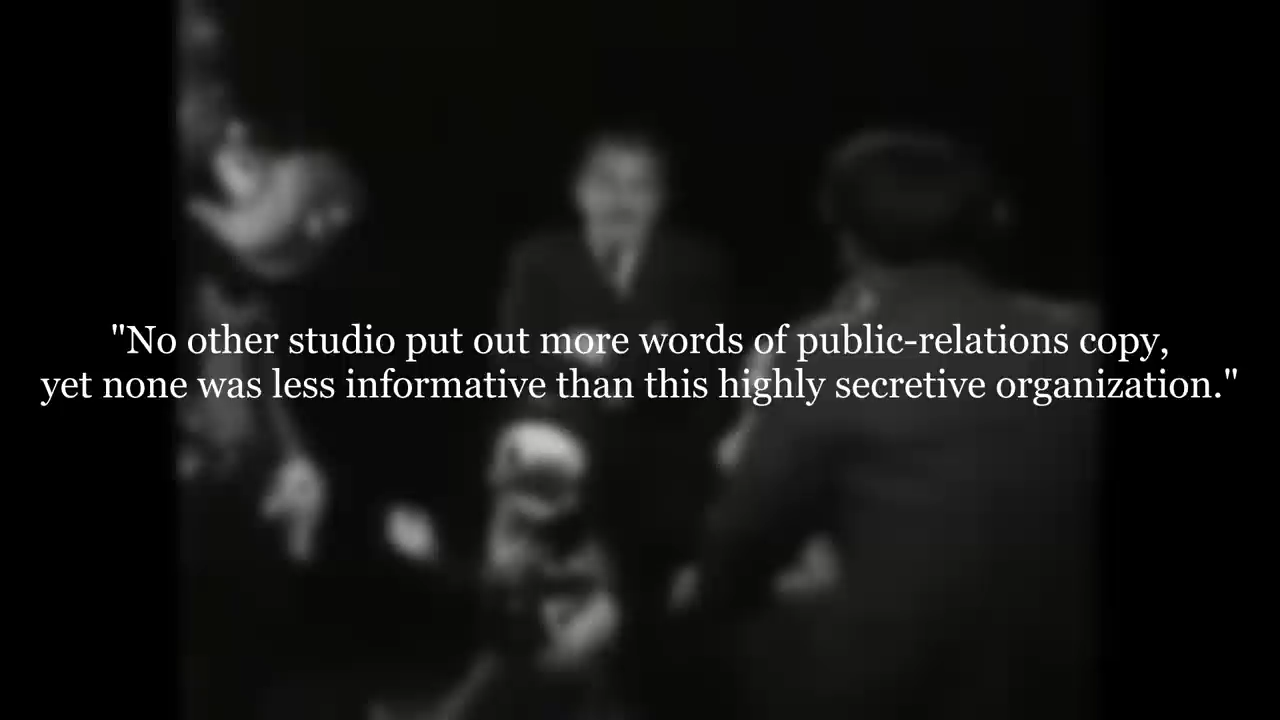 "No other studio put out more words of public-relations copy,
yet none was less informative than this highly secretive organization."